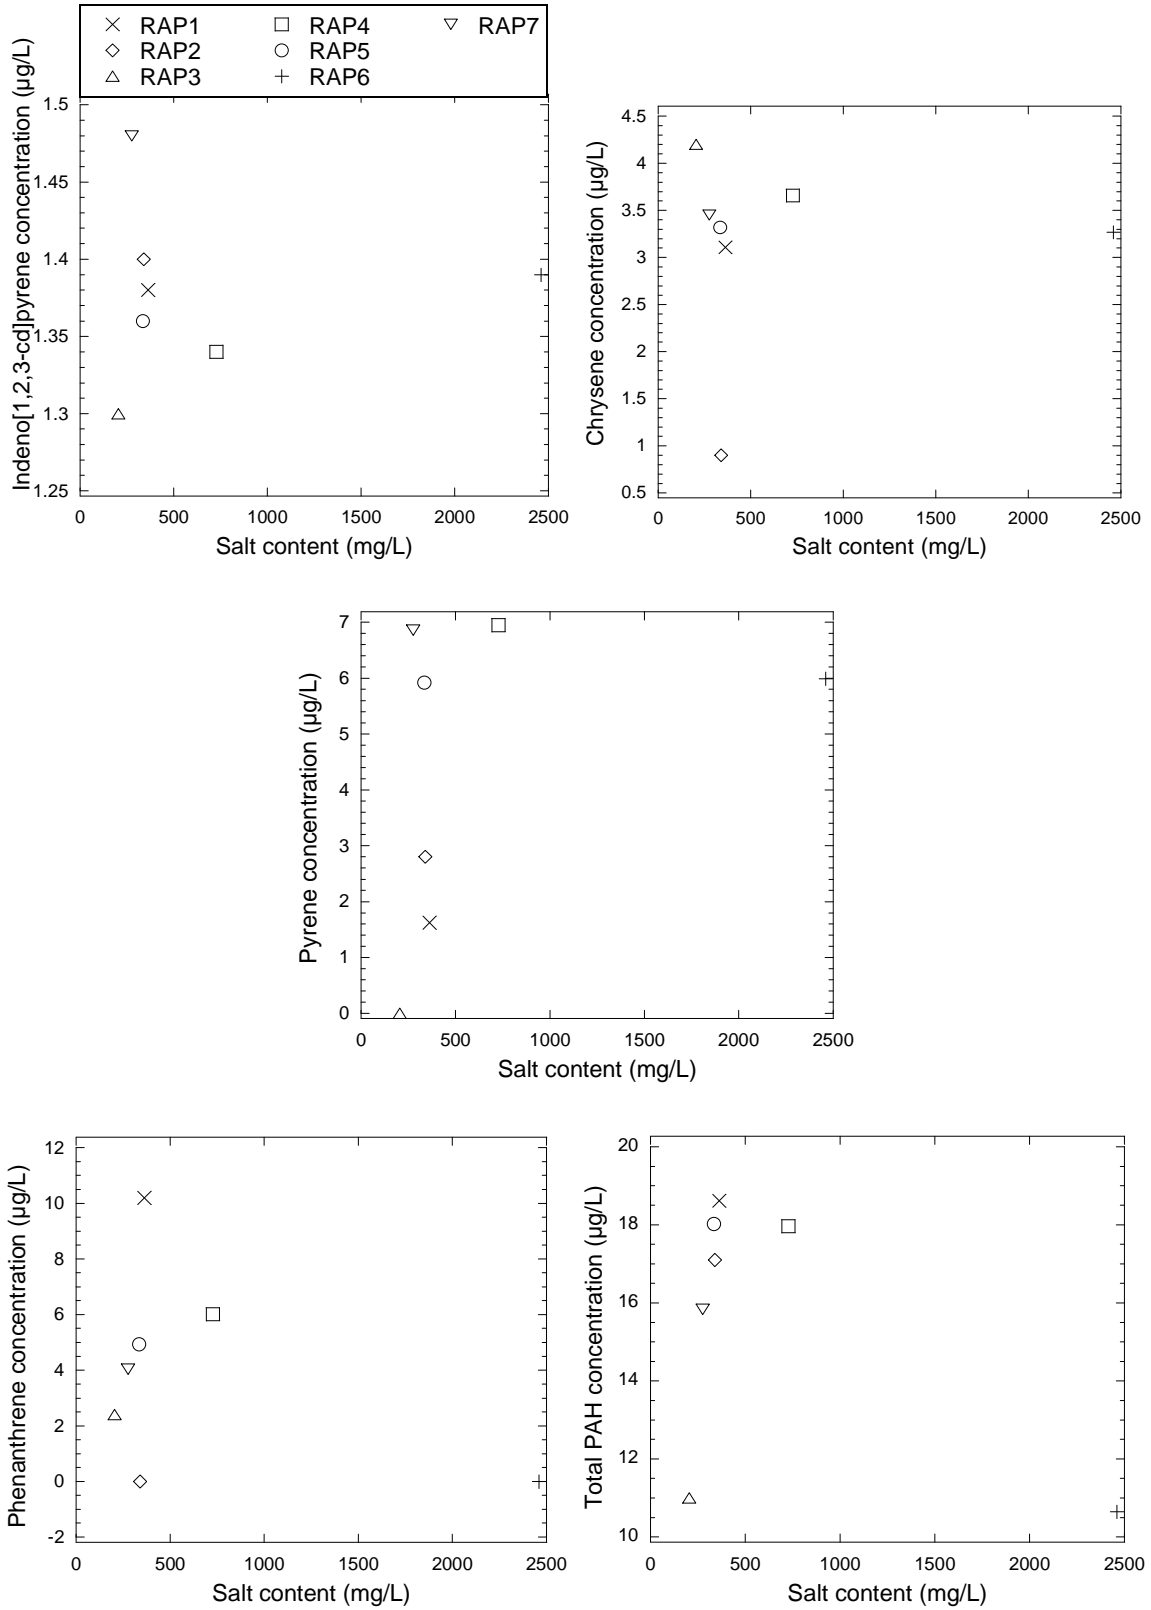 RAP1 RAP4 RAP7
RAP2 RAP5
RAP3 RAP6
Indeno[1,2,3-cd]pyrene concentration (µg/L)
1.5
1.45
1.4
1.35
1.3
1.25
0 500 1000 1500 2000 2500
Salt content (mg/L)
Chrysene concentration (µg/L)
4.5
4
3.5
3
2.5
2
1.5
1
0.5
0 500 1000 1500 2000 2500
Salt content (mg/L)
Pyrene concentration (µg/L)
7
6
5
4
3
2
1
0
0 500 1000 1500 2000 2500
Salt content (mg/L)
Phenanthrene concentration (µg/L)
12
10
8
6
4
2
0
-2
0 500 1000 1500 2000 2500
Salt content (mg/L)
Total PAH concentration (µg/L)
20
18
16
14
12
10
0 500 1000 1500 2000 2500
Salt content (mg/L)